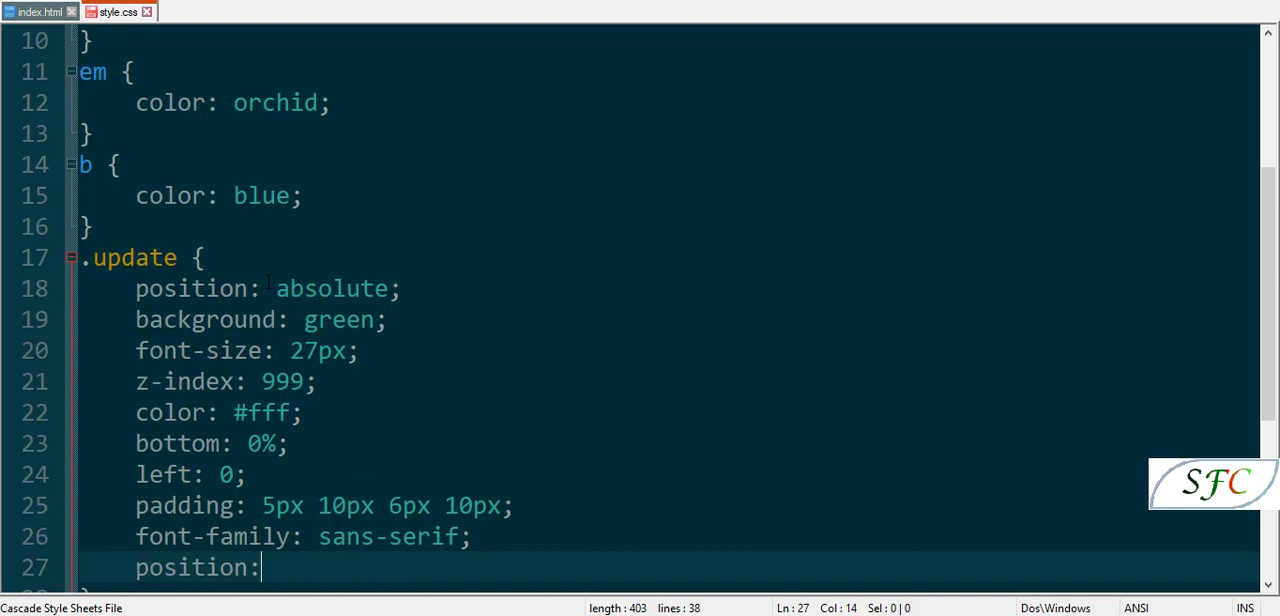 index.html
style.css
10 }
11 em {
12 color: orchid;
13 }
14 b {
15 color: blue;
16 }
17 .update {
18 position: absolute;
19 background: green;
20 font-size: 27px;
21 z-index: 999;
22 color: #fff;
23 bottom: 0%;
24 left: 0;
25 padding: 5px 10px 6px 10px;
26 font-family: sans-serif;
27 position:
SFC
Cascade Style Sheets File length : 403 lines : 38 Ln : 27 Col : 14 Sel : 0 | 0 Dos\Windows ANSI INS